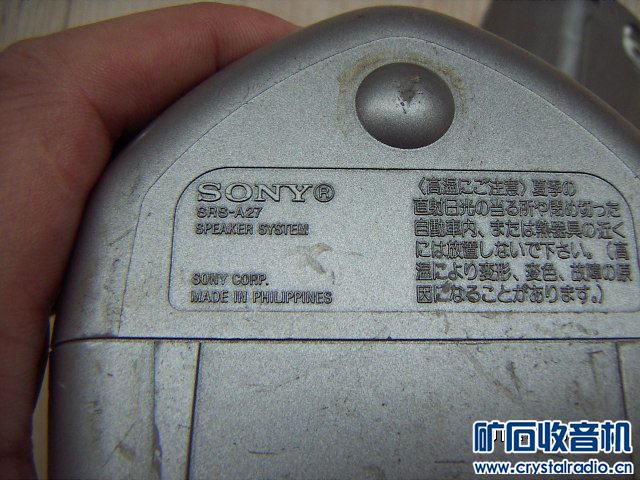 SONY®
SRS-A27
SPEAKER SYSTEM
SONY CORP.
MADE IN PHILIPPINES
〈高温にご注意〉夏季の
直射日光の当る所や閉め切った
自動車内、または熱器具の近く
には放置しないで下さい。(高
温により変形、変色、故障の原
因になることがあります。)
矿石收音机
www.crystalradio.cn